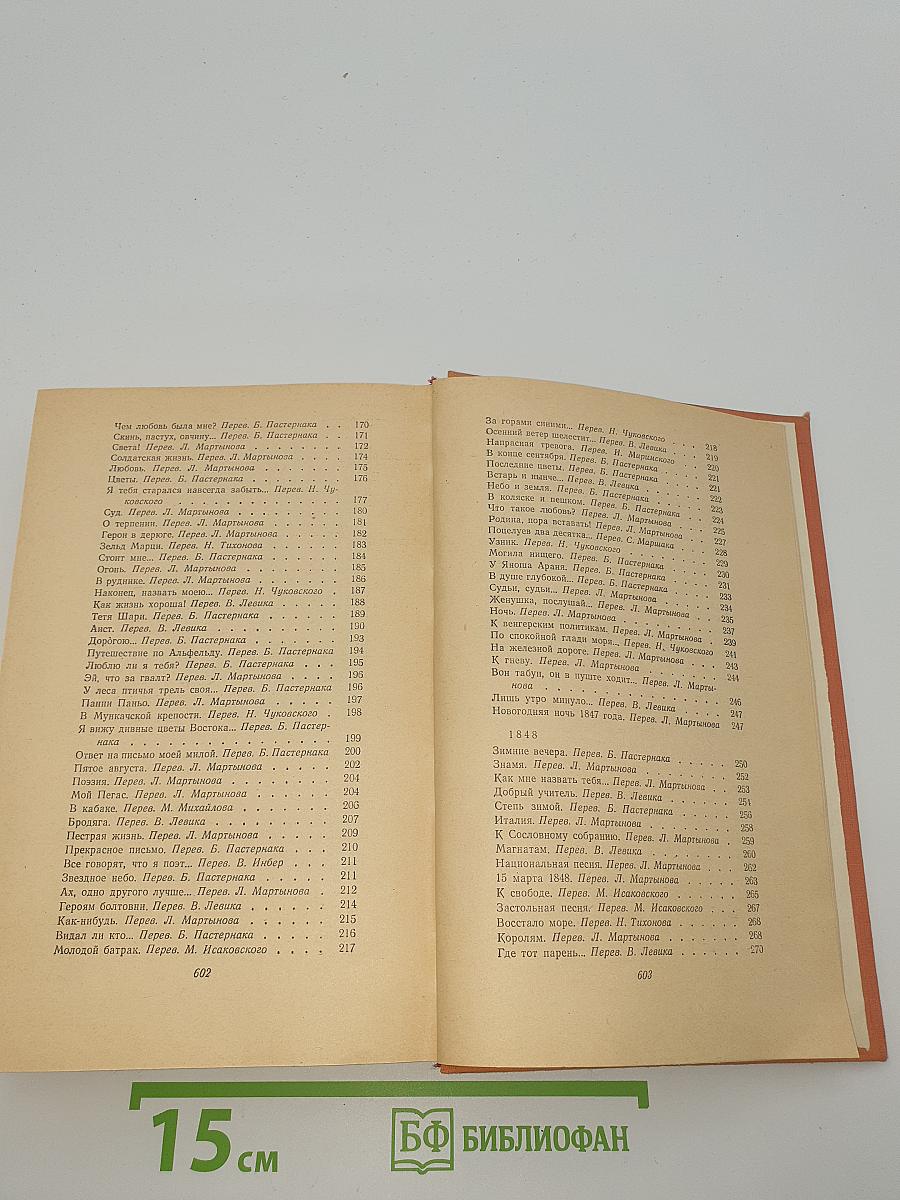 Чем любовь была мне? Перев. Б. Пастернака . . 170
Скинь, пастух, овчину... Перев. Б. Пастернака . 171
Света! Перев. Л. Мартынова . . . . . . . . 172
Солдатская жизнь. Перев. Л. Мартынова . . . . 174
Любовь. Перев. Л. Мартынова . . . . . . . 175
Цветы. Перев. Б. Пастернака . . . . . . . . 176
Я тебя старался навсегда забыть... Перев. Н. Чу-
ковского . . . . . . . . . . . . . . . 177
Суд. Перев. Л. Мартынова . . . . . . . . . 180
О терпении. Перев. Л. Мартынова . . . . . . 181
Герои в дерюге. Перев. Л. Мартынова . . . . . 182
Зельд Марци. Перев. Н. Тихонова . . . . . . 183
Стоит мне... Перев. Б. Пастернака . . . . . . 184
Огонь. Перев. Л. Мартынова . . . . . . . . 185
В руднике. Перев. Л. Мартынова . . . . . . . 186
Наконец, назвать моею... Перев. Н. Чуковского . 187
Как жизнь хороша! Перев. В. Левика . . . . . 188
Тетя Шари. Перев. Б. Пастернака . . . . . . 189
Аист. Перев. В. Левика . . . . . . . . . . 190
Доро́гою... Перев. Б. Пастернака . . . . . . 193
Путешествие по Альфельду. Перев. Б. Пастернака 194
Люблю ли я тебя? Перев. Б. Пастернака . . . 195
Эй, что за гвалт? Перев. Л. Мартынова . . . . 196
У леса птичья трель своя... Перев. Б. Пастернака 196
Панни Паньо. Перев. Л. Мартынова . . . . . 197
В Мункачской крепости. Перев. Н. Чуковского . 198
Я вижу дивные цветы Востока... Перев. Б. Пастер-
нака . . . . . . . . . . . . . . . . . 199
Ответ на письмо моей милой. Перев. Б. Пастернака 200
Пятое августа. Перев. Л. Мартынова . . . . . 202
Поэзия. Перев. Л. Мартынова . . . . . . . . 204
Мой Пегас. Перев. Л. Мартынова . . . . . . 204
В кабаке. Перев. М. Михайлова . . . . . . . 206
Бродяга. Перев. В. Левика . . . . . . . . . 207
Пестрая жизнь. Перев. Л. Мартынова . . . . . 209
Прекрасное письмо. Перев. Б. Пастернака . . . 210
Все говорят, что я поэт... Перев. В. Инбер . . . 211
Звездное небо. Перев. Б. Пастернака . . . . . 211
Ах, одно другого лучше... Перев. Л. Мартынова . 212
Героям болтовни. Перев. В. Левика . . . . . . 214
Как-нибудь. Перев. Л. Мартынова . . . . . . 215
Видал ли кто... Перев. Б. Пастернака . . . . . 216
Молодой батрак. Перев. М. Исаковского . . . . 217
602
За горами синими... Перев. Н. Чуковского . . . . 218
Осенний ветер шелестит... Перев. В. Левика . . . 219
Напрасная тревога. Перев. И. Миримского . . . 220
В конце сентября. Перев. Б. Пастернака . . . . 221
Последние цветы. Перев. Б. Пастернака . . . . 221
Встарь и нынче... Перев. В. Левика . . . . . . 222
Небо и земля. Перев. Б. Пастернака . . . . . 223
В коляске и пешком. Перев. Б. Пастернака . . . 224
Что такое любовь? Перев. Л. Мартынова . . . . 225
Родина, пора вставать! Перев. Л. Мартынова . . 227
Поцелуев два десятка... Перев. С. Маршака . . . 228
Узник. Перев. Н. Чуковского . . . . . . . . 229
Могила нищего. Перев. Б. Пастернака . . . . . 230
У Яноша Араня. Перев. Б. Пастернака . . . . 231
В душе глубокой... Перев. Б. Пастернака . . . . 233
Судьи, судьи... Перев. Л. Мартынова . . . . . 234
Женушка, послушай... Перев. Л. Мартынова . . . 235
Ночь. Перев. Л. Мартынова . . . . . . . . . 237
К венгерским политикам. Перев. Л. Мартынова . 239
По спокойной глади моря... Перев. Н. Чуковского 241
На железной дороге. Перев. Л. Мартынова . . . 243
К гневу. Перев. Л. Мартынова . . . . . . . . 244
Вон табун, он в пуште ходит... Перев. Л. Марты-
нова . . . . . . . . . . . . . . . . . 246
Лишь утро минуло... Перев. В. Левика . . . . . 247
Новогодняя ночь 1847 года. Перев. Л. Мартынова 247
1848
Зимние вечера. Перев. Б. Пастернака . . . . . 250
Знамя. Перев. Л. Мартынова . . . . . . . . 252
Как мне назвать тебя... Перев. Л. Мартынова . . 253
Добрый учитель. Перев. В. Левика . . . . . . 254
Степь зимой. Перев. Б. Пастернака . . . . . . 256
Италия. Перев. Л. Мартынова . . . . . . . . 258
К Сословному собранию. Перев. Л. Мартынова . 259
Магнатам. Перев. В. Левика . . . . . . . . 260
Национальная песня. Перев. Л. Мартынова . . . 262
15 марта 1848. Перев. Л. Мартынова . . . . . 263
К свободе. Перев. М. Исаковского . . . . . . 265
Застольная песня. Перев. М. Исаковского . . . 267
Восстало море. Перев. Н. Тихонова . . . . . . 268
Королям. Перев. Л. Мартынова . . . . . . . 268
Где тот парень... Перев. В. Левика . . . . . . 270
603
15 см
БФ БИБЛИОФАН